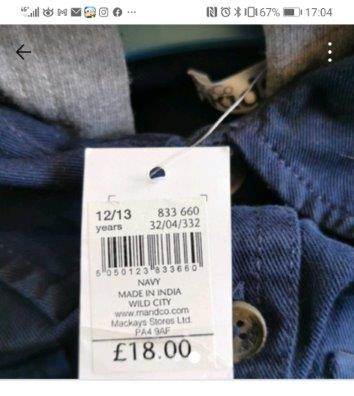 67% 17:04
12/13 833 660
years 32/04/332
5 050123 833660
NAVY
MADE IN INDIA
WILD CITY
www.mandco.com
Mackays Stores Ltd.
PA4 9AF
£18.00